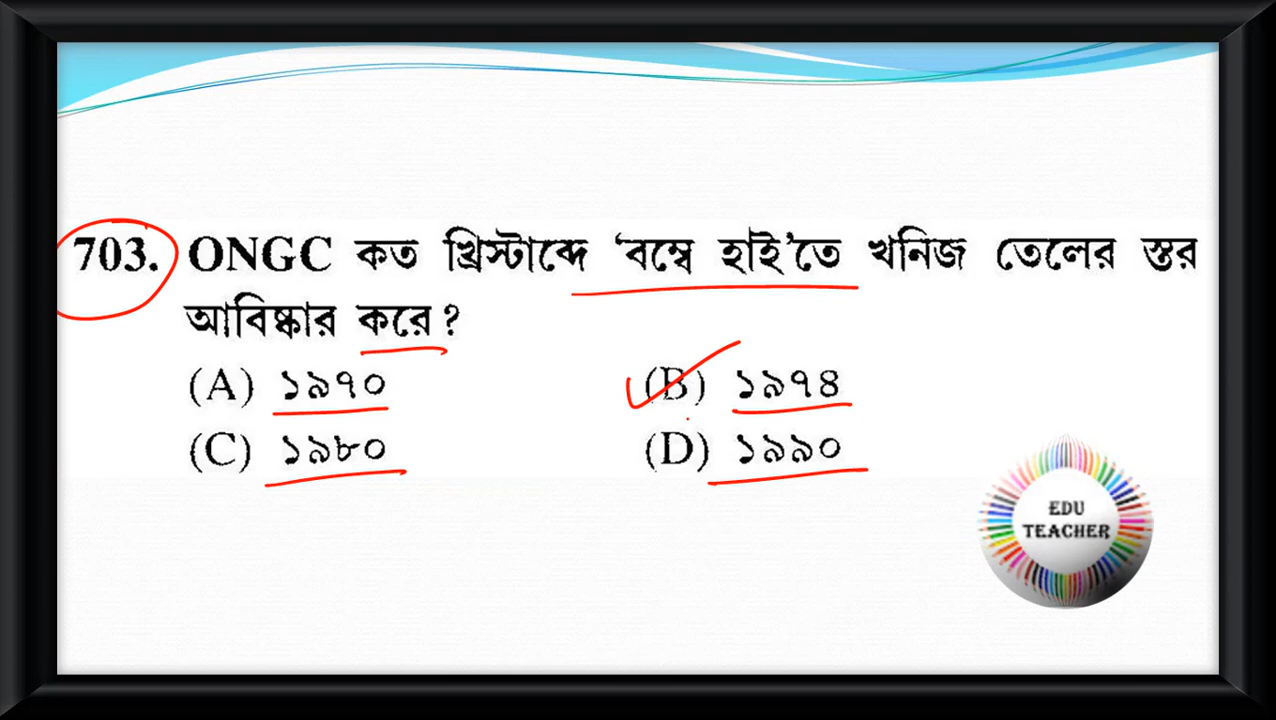 703. ONGC কত খ্রিস্টাব্দে ‘বম্বে হাই’তে খনিজ তেলের স্তর
আবিষ্কার করে?
(A) ১৯৭০ (B) ১৯৭৪
(C) ১৯৮০ (D) ১৯৯০
EDU
TEACHER